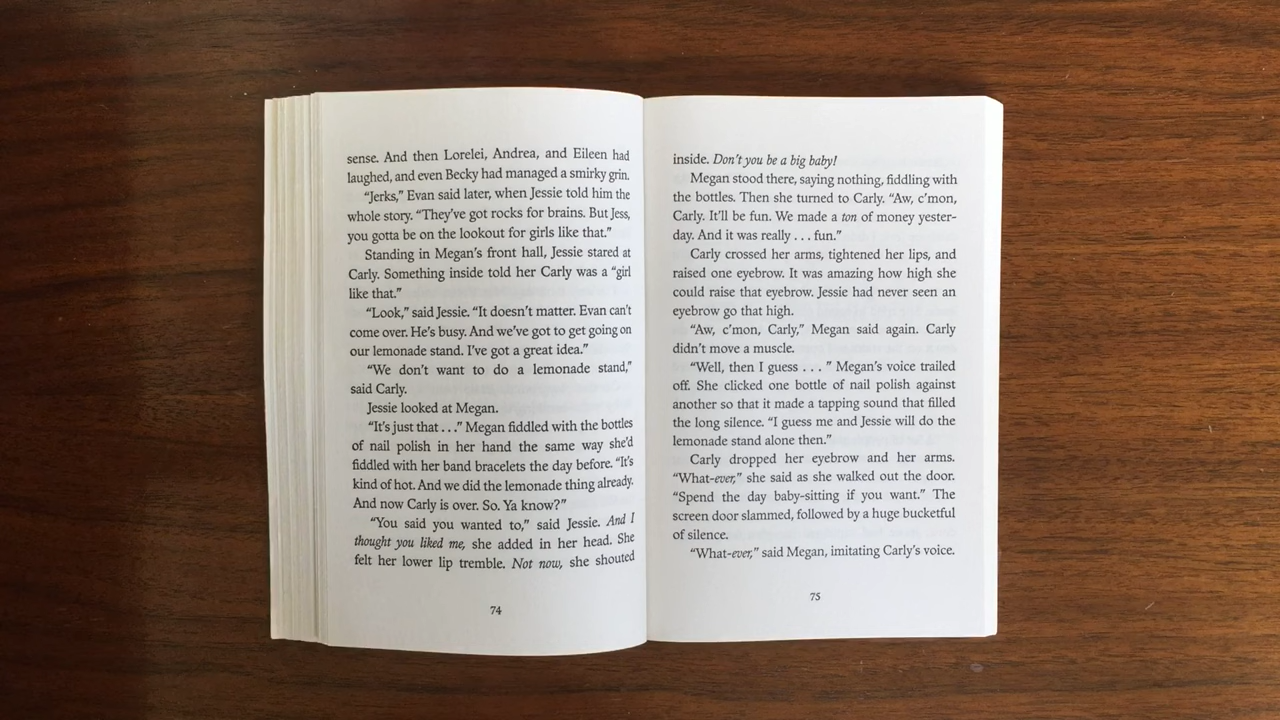 sense. And then Lorelei, Andrea, and Eileen had
laughed, and even Becky had managed a smirky grin.
“Jerks,” Evan said later, when Jessie told him the
whole story. “They’ve got rocks for brains. But Jess,
you gotta be on the lookout for girls like that.”
Standing in Megan’s front hall, Jessie stared at
Carly. Something inside told her Carly was a “girl
like that.”
“Look,” said Jessie. “It doesn’t matter. Evan can’t
come over. He’s busy. And we’ve got to get going on
our lemonade stand. I’ve got a great idea.”
“We don’t want to do a lemonade stand,”
said Carly.
Jessie looked at Megan.
“It’s just that . . .” Megan fiddled with the bottles
of nail polish in her hand the same way she’d
fiddled with her band bracelets the day before. “It’s
kind of hot. And we did the lemonade thing already.
And now Carly is over. So. Ya know?”
“You said you wanted to,” said Jessie. And I
thought you liked me, she added in her head. She
felt her lower lip tremble. Not now, she shouted
74
inside. Don’t you be a big baby!
Megan stood there, saying nothing, fiddling with
the bottles. Then she turned to Carly. “Aw, c’mon,
Carly. It’ll be fun. We made a ton of money yester-
day. And it was really . . . fun.”
Carly crossed her arms, tightened her lips, and
raised one eyebrow. It was amazing how high she
could raise that eyebrow. Jessie had never seen an
eyebrow go that high.
“Aw, c’mon, Carly,” Megan said again. Carly
didn’t move a muscle.
“Well, then I guess . . . ” Megan’s voice trailed
off. She clicked one bottle of nail polish against
another so that it made a tapping sound that filled
the long silence. “I guess me and Jessie will do the
lemonade stand alone then.”
Carly dropped her eyebrow and her arms.
“What-ever,” she said as she walked out the door.
“Spend the day baby-sitting if you want.” The
screen door slammed, followed by a huge bucketful
of silence.
“What-ever,” said Megan, imitating Carly’s voice.
75